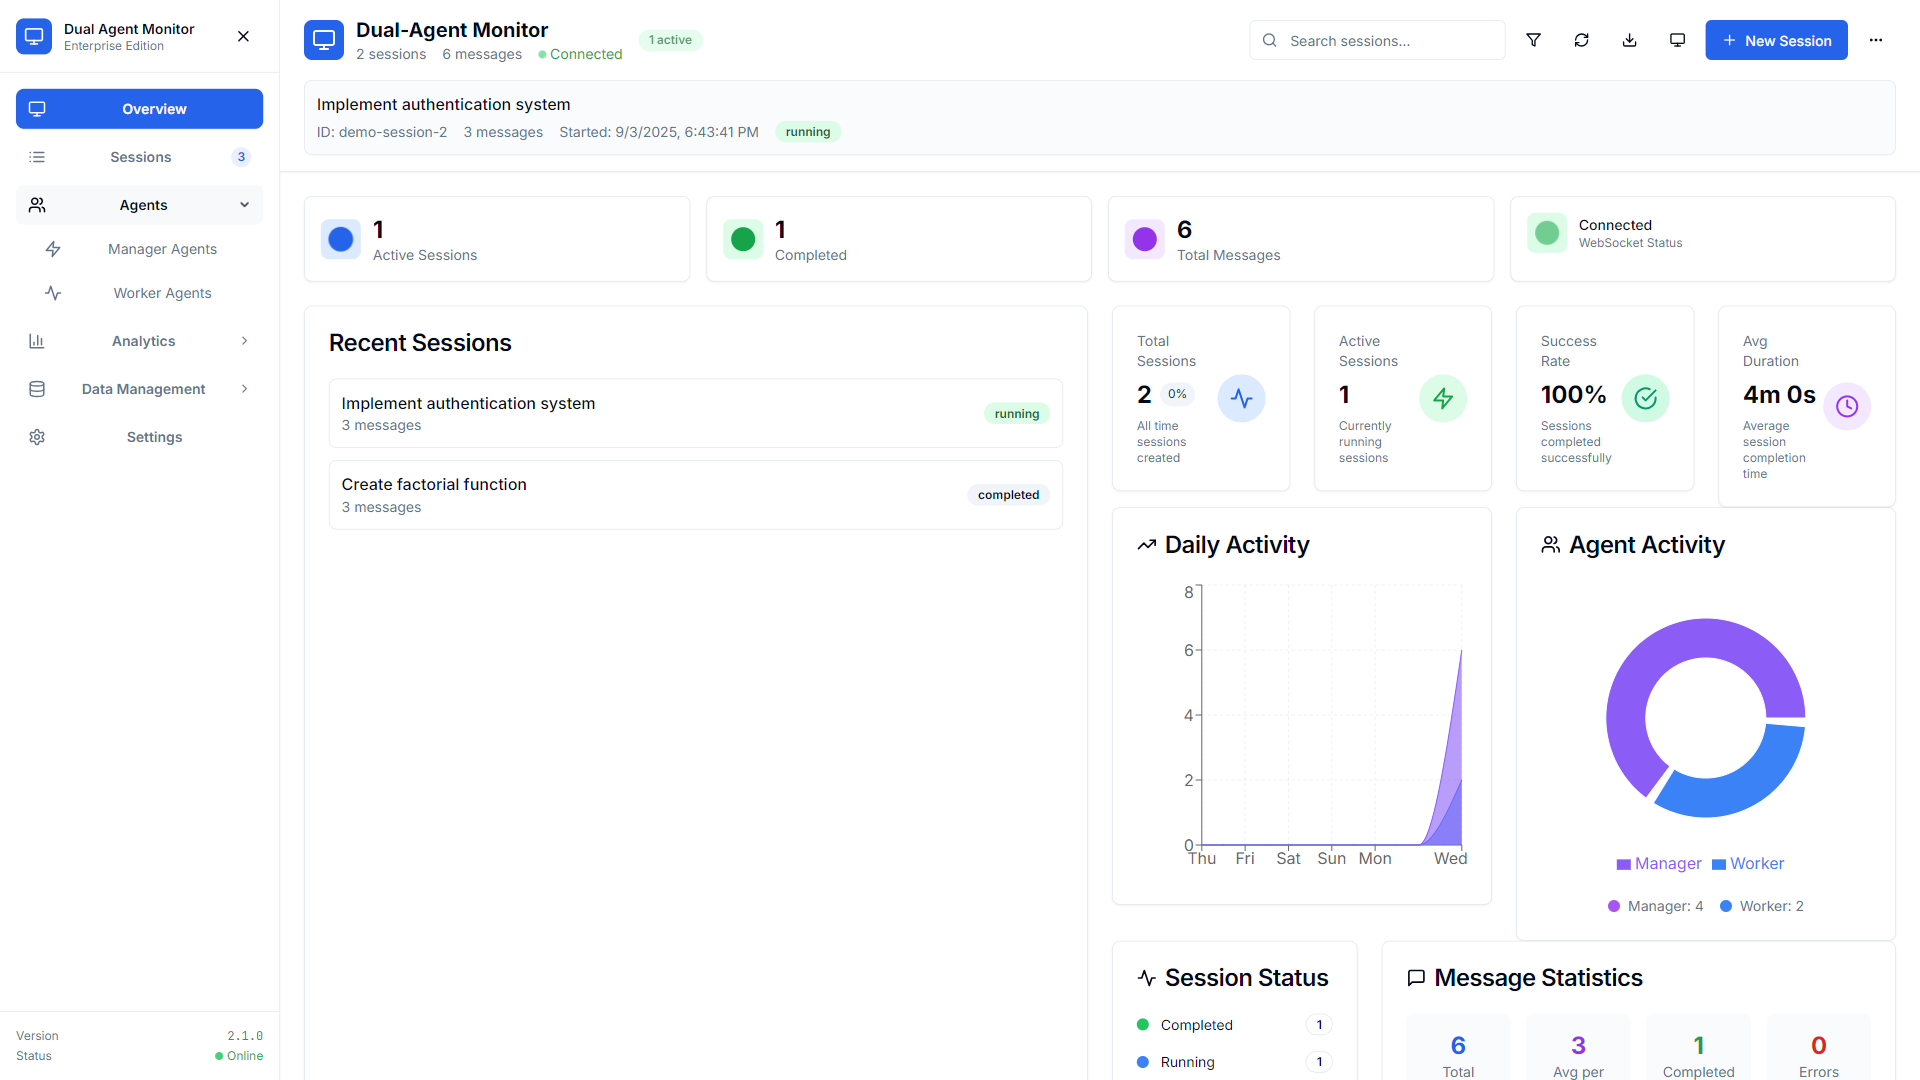 Dual Agent Monitor
Enterprise Edition
Overview
Sessions 3
Agents
Manager Agents
Worker Agents
Analytics
Data Management
Settings
Version 2.1.0
Status Online
Dual-Agent Monitor
2 sessions 6 messages Connected
1 active
Search sessions...
New Session
Implement authentication system
ID: demo-session-2 3 messages Started: 9/3/2025, 6:43:41 PM running
1
Active Sessions
1
Completed
6
Total Messages
Connected
WebSocket Status
Recent Sessions
Implement authentication system
3 messages
running
Create factorial function
3 messages
completed
Total
Sessions
2 0%
All time
sessions
created
Active
Sessions
1
Currently
running
sessions
Success
Rate
100%
Sessions
completed
successfully
Avg
Duration
4m 0s
Average
session
completion
time
Daily Activity
8
6
4
2
0
Thu Fri Sat Sun Mon Wed
Agent Activity
Manager Worker
Manager: 4 Worker: 2
Session Status
Completed 1
Running 1
Message Statistics
6
Total
3
Avg per
1
Completed
0
Errors